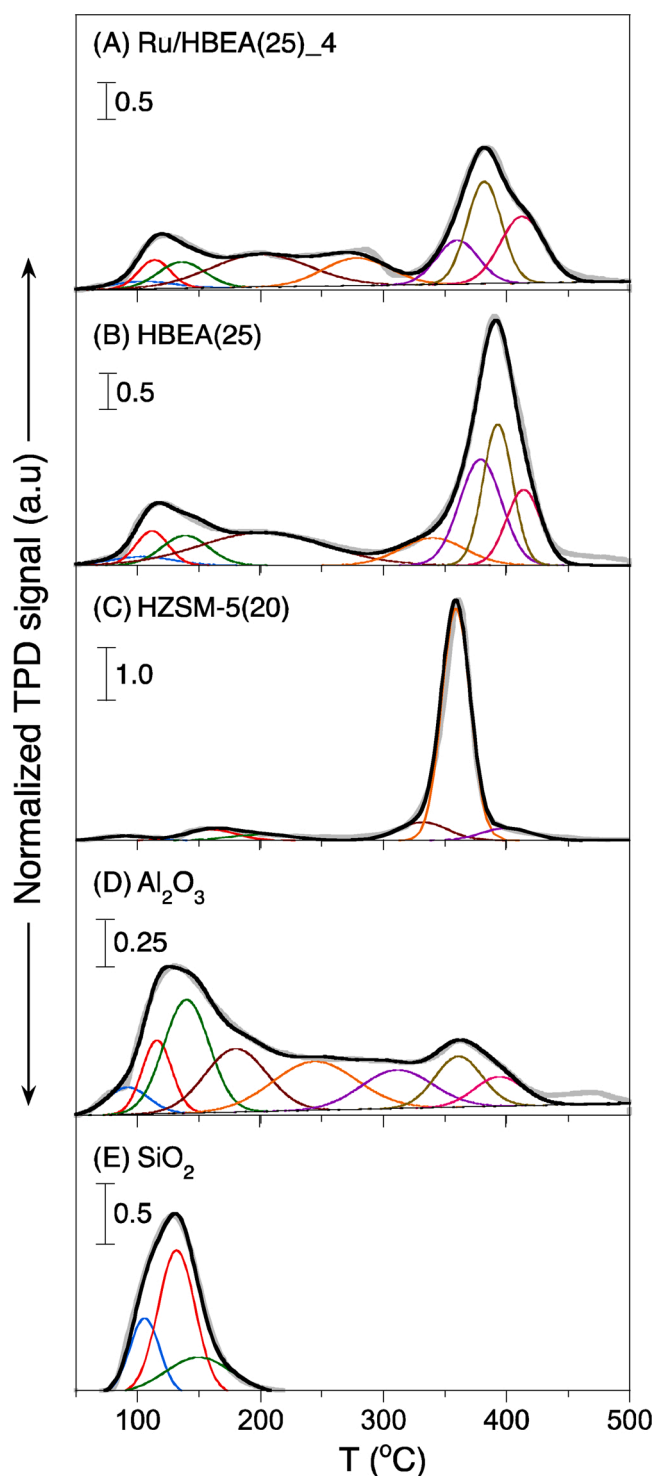 (A) Ru/HBEA(25)_4
0.5
(B) HBEA(25)
0.5
(C) HZSM-5(20)
1.0
(D) Al₂O₃
0.25
(E) SiO₂
0.5
Normalized TPD signal (a.u)
100 200 300 400 500
T (°C)